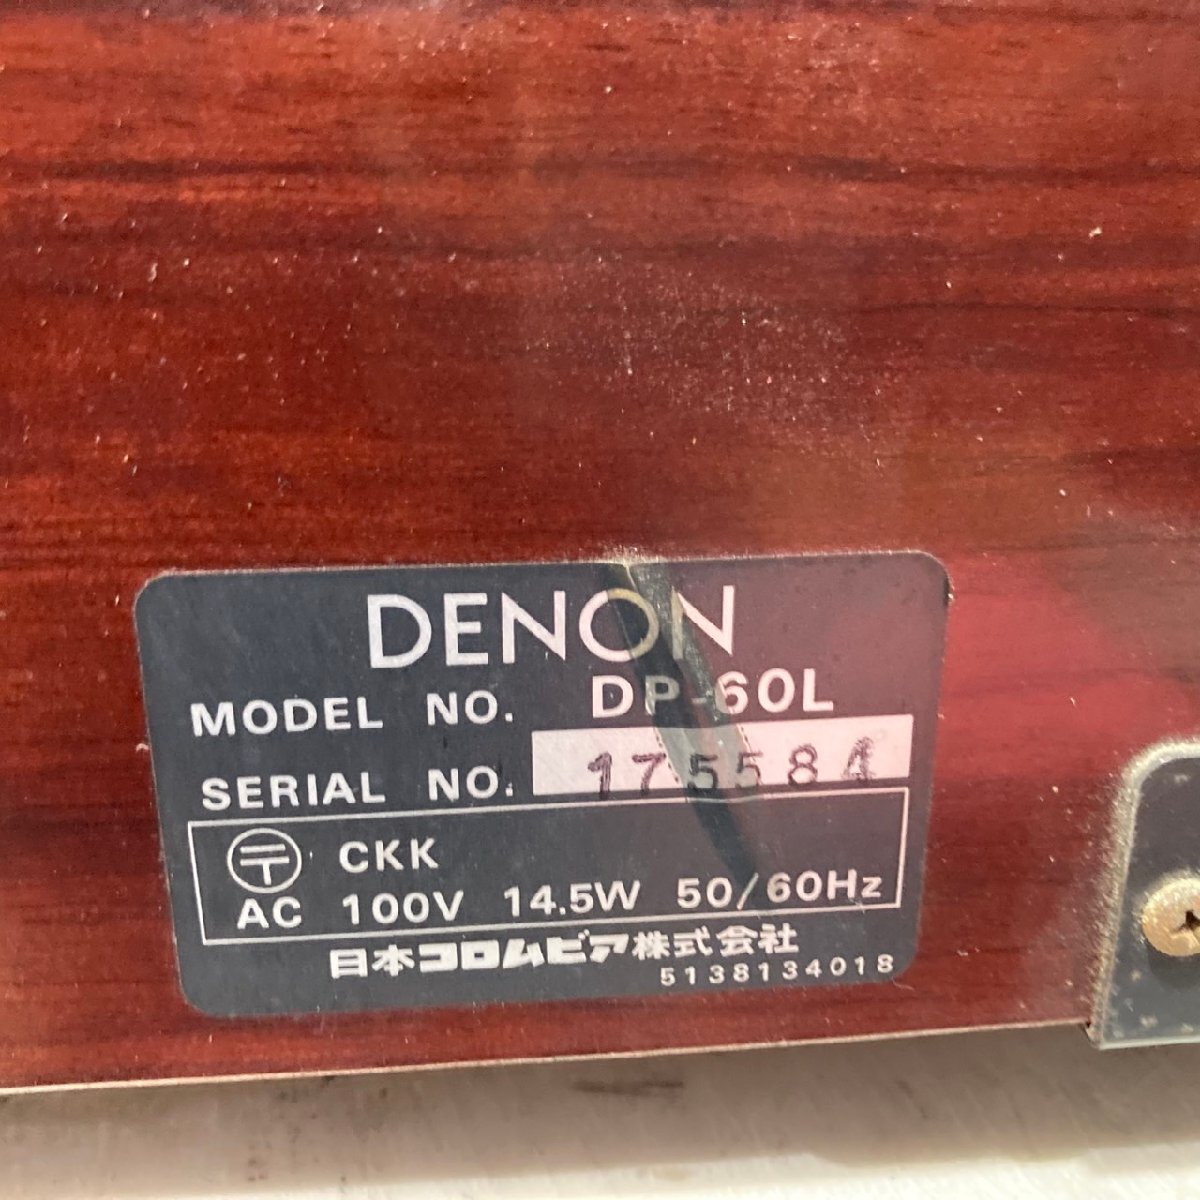 DENON
MODEL NO. DP-60L
SERIAL NO. 175584
〒 CKK
AC 100V 14.5W 50/60Hz
日本コロムビア株式会社
5138134018